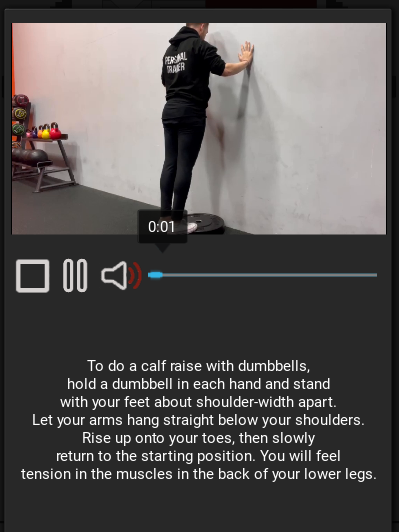 PERSONAL
TRAINER
0:01
To do a calf raise with dumbbells,
hold a dumbbell in each hand and stand
with your feet about shoulder-width apart.
Let your arms hang straight below your shoulders.
Rise up onto your toes, then slowly
return to the starting position. You will feel
tension in the muscles in the back of your lower legs.